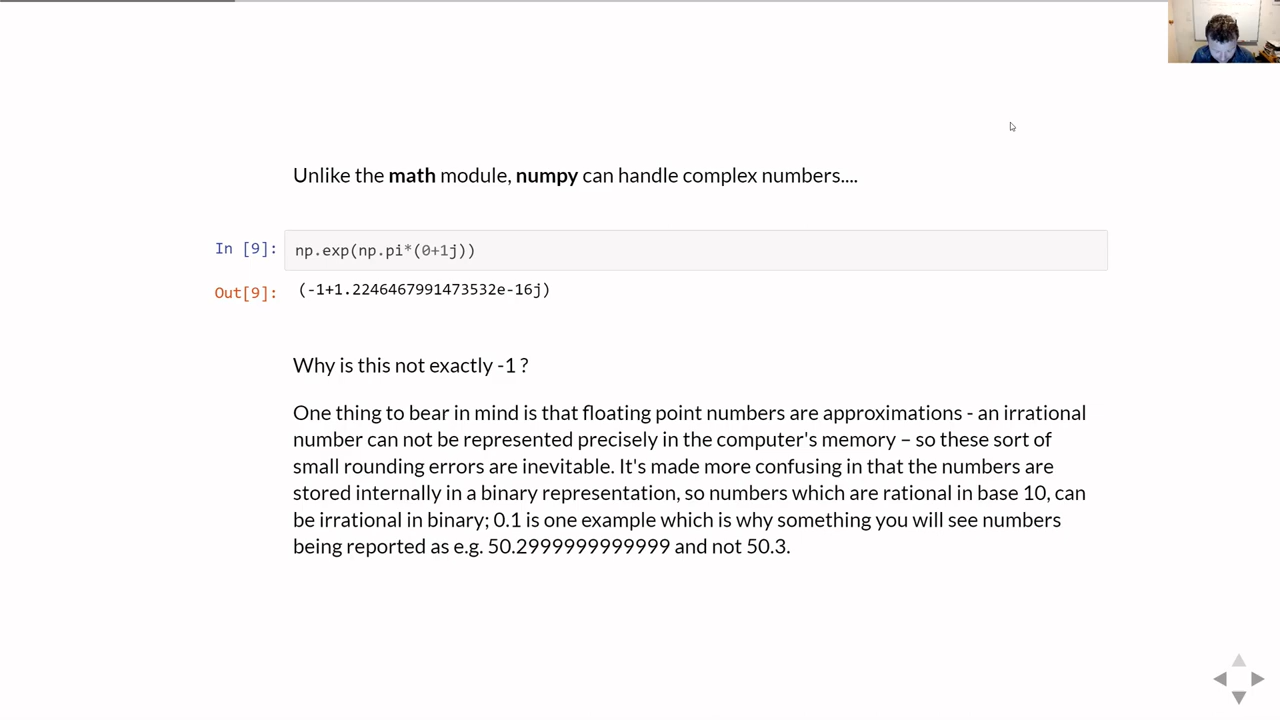 Unlike the math module, numpy can handle complex numbers....
In [9]: np.exp(np.pi*(0+1j))
Out[9]: (-1+1.2246467991473532e-16j)
Why is this not exactly -1 ?
One thing to bear in mind is that floating point numbers are approximations - an irrational
number can not be represented precisely in the computer's memory – so these sort of
small rounding errors are inevitable. It's made more confusing in that the numbers are
stored internally in a binary representation, so numbers which are rational in base 10, can
be irrational in binary; 0.1 is one example which is why something you will see numbers
being reported as e.g. 50.2999999999999 and not 50.3.